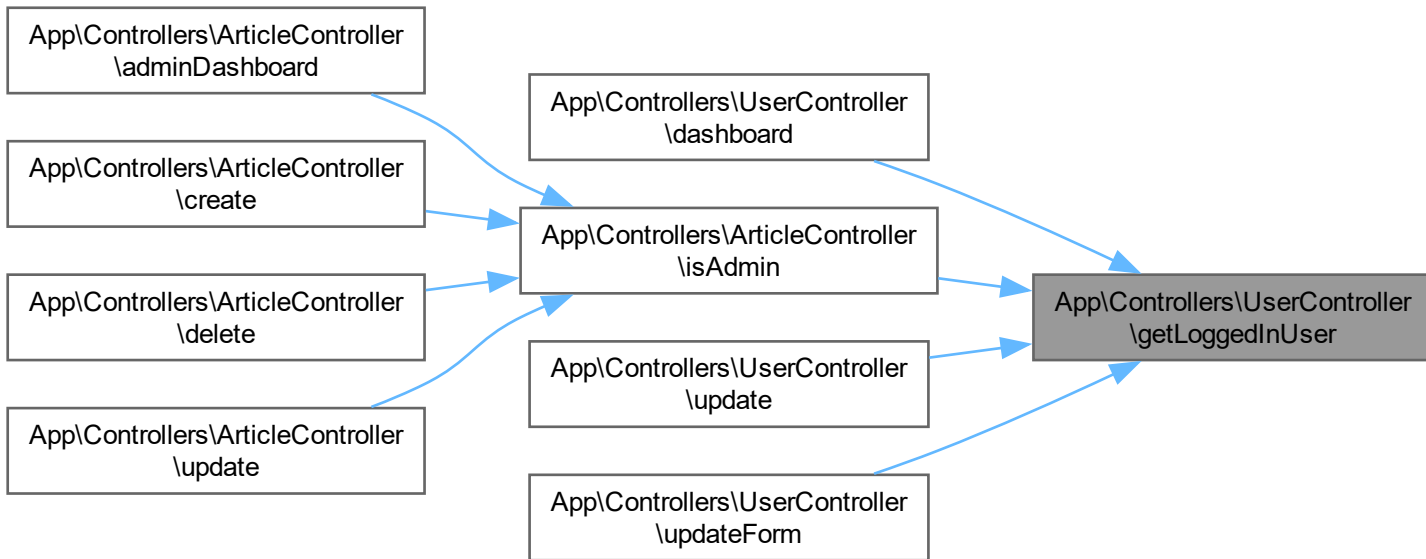 App\Controllers\ArticleController
\adminDashboard
App\Controllers\ArticleController
\create
App\Controllers\ArticleController
\delete
App\Controllers\ArticleController
\update
App\Controllers\UserController
\dashboard
App\Controllers\ArticleController
\isAdmin
App\Controllers\UserController
\update
App\Controllers\UserController
\updateForm
App\Controllers\UserController
\getLoggedInUser